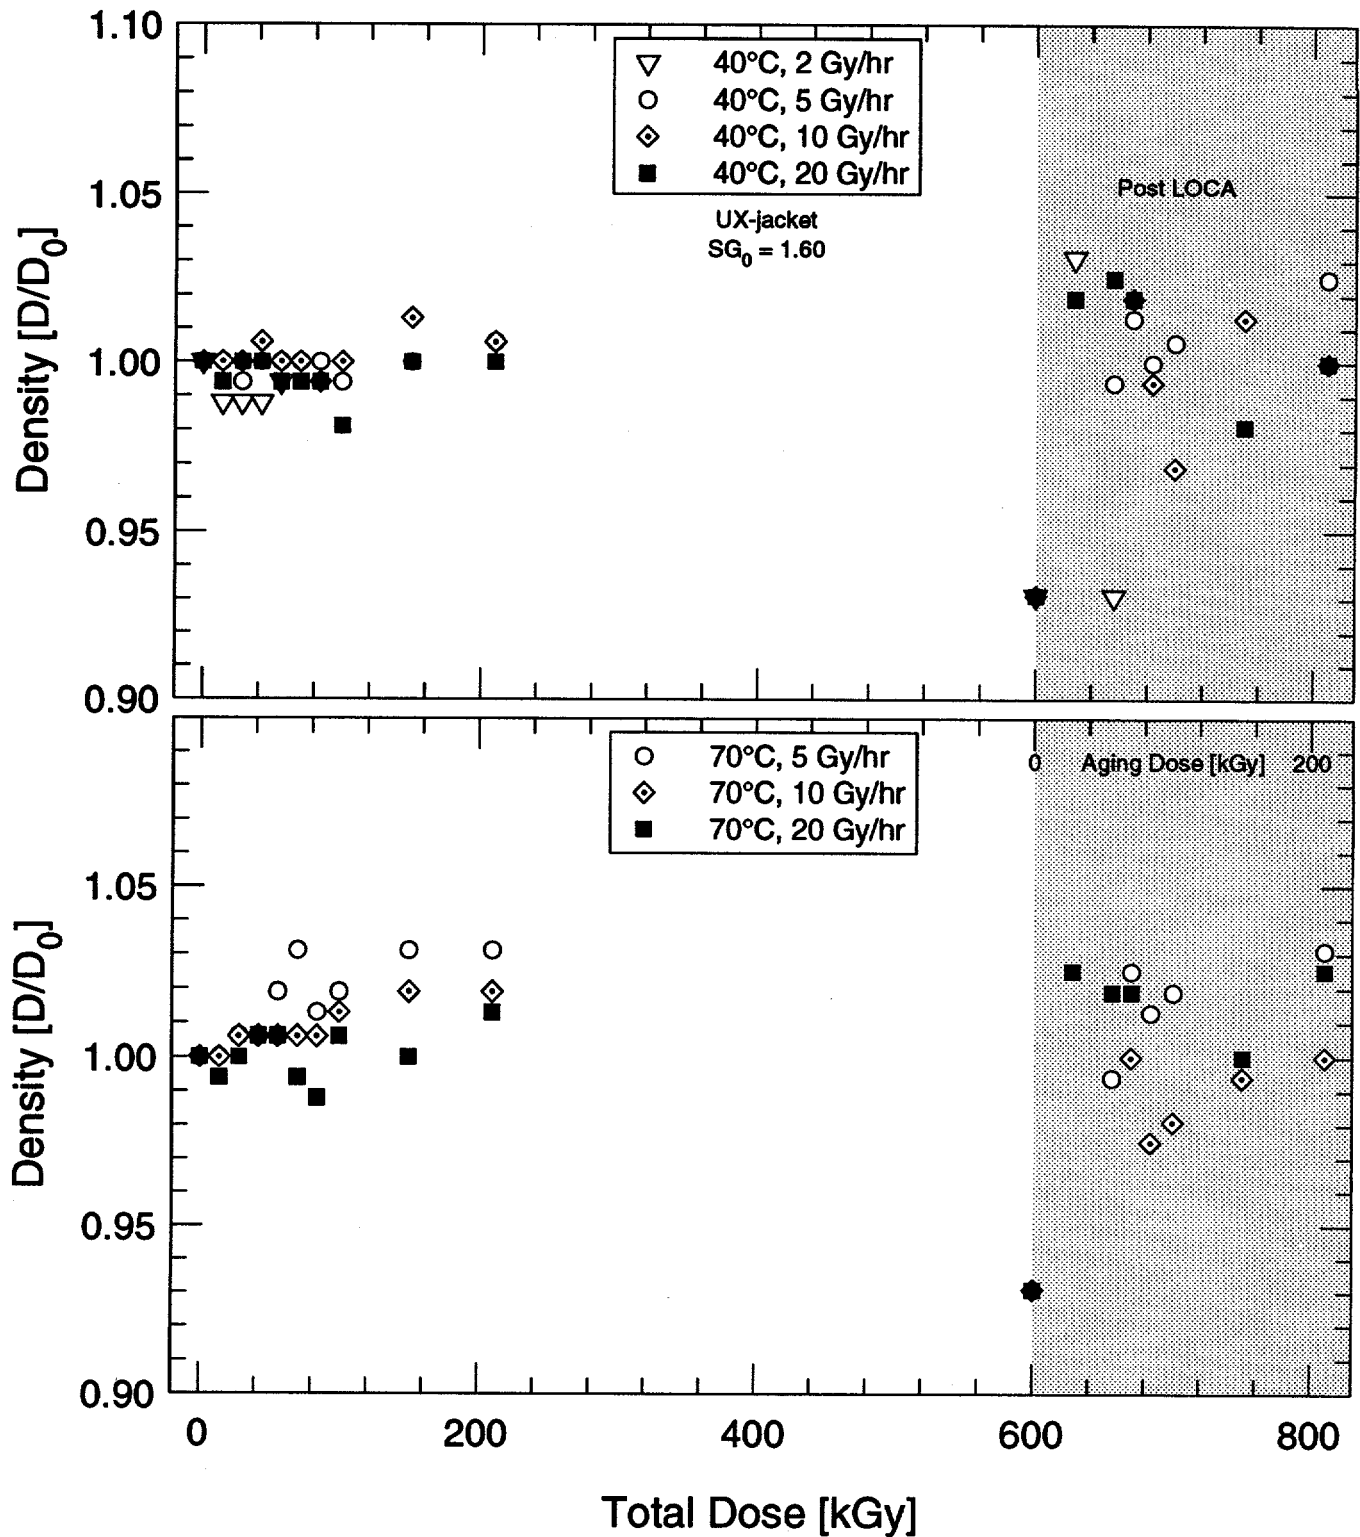 1.10
1.05
1.00
0.95
0.90
Density [D/D0]
40°C, 2 Gy/hr
40°C, 5 Gy/hr
40°C, 10 Gy/hr
40°C, 20 Gy/hr
UX-jacket
SG0 = 1.60
Post LOCA
70°C, 5 Gy/hr
70°C, 10 Gy/hr
70°C, 20 Gy/hr
0 Aging Dose [kGy] 200
1.05
1.00
0.95
0.90
Density [D/D0]
0 200 400 600 800
Total Dose [kGy]